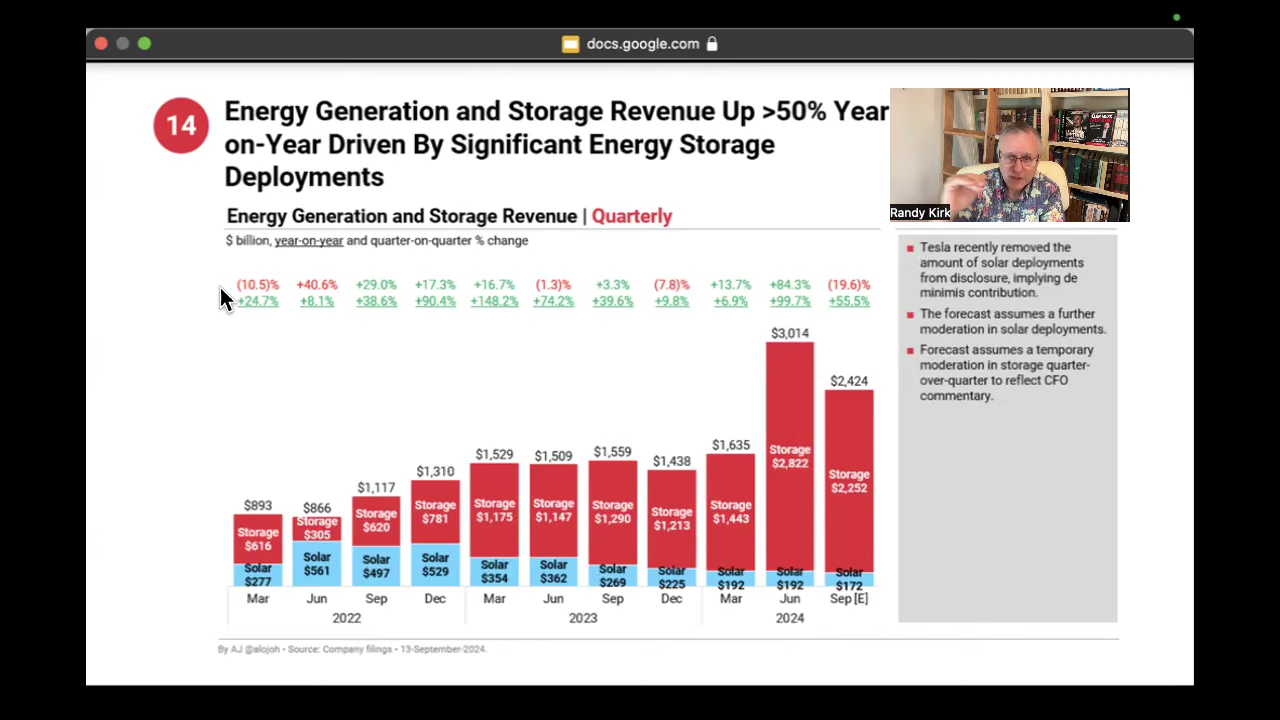 docs.google.com
14
Energy Generation and Storage Revenue Up >50% Year
on-Year Driven By Significant Energy Storage
Deployments
Energy Generation and Storage Revenue | Quarterly
$ billion, year-on-year and quarter-on-quarter % change
(10.5)% +40.6% +29.0% +17.3% +16.7% (1.3)% +3.3% (7.8)% +13.7% +84.3% (19.6)%
+24.7% +8.1% +38.6% +90.4% +148.2% +74.2% +39.6% +9.8% +6.9% +99.7% +55.5%
$893 $866 $1,117 $1,310 $1,529 $1,509 $1,559 $1,438 $1,635 $3,014 $2,424
Storage Storage Storage Storage Storage Storage Storage Storage Storage Storage Storage
$616 $305 $620 $781 $1,175 $1,147 $1,290 $1,213 $1,443 $2,822 $2,252
Solar Solar Solar Solar Solar Solar Solar Solar Solar Solar Solar
$277 $561 $497 $529 $354 $362 $269 $225 $192 $192 $172
Mar Jun Sep Dec Mar Jun Sep Dec Mar Jun Sep [E]
2022 2023 2024
Randy Kirk
Tesla recently removed the
amount of solar deployments
from disclosure, implying de
minimis contribution.
The forecast assumes a further
moderation in solar deployments.
Forecast assumes a temporary
moderation in storage quarter-
over-quarter to reflect CFO
commentary.
By AJ @alojoh • Source: Company filings • 13-September-2024.